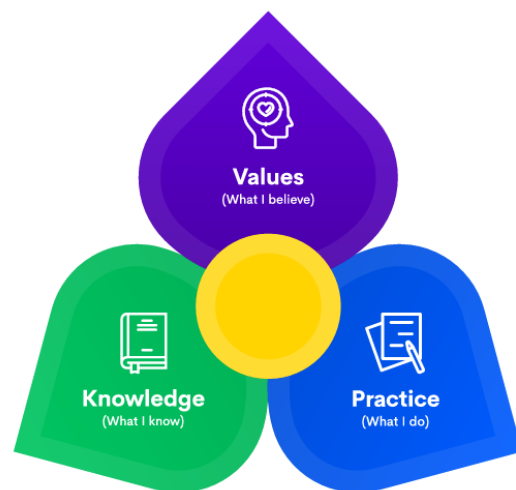 Values
(What I believe)
Knowledge
(What I know)
Practice
(What I do)